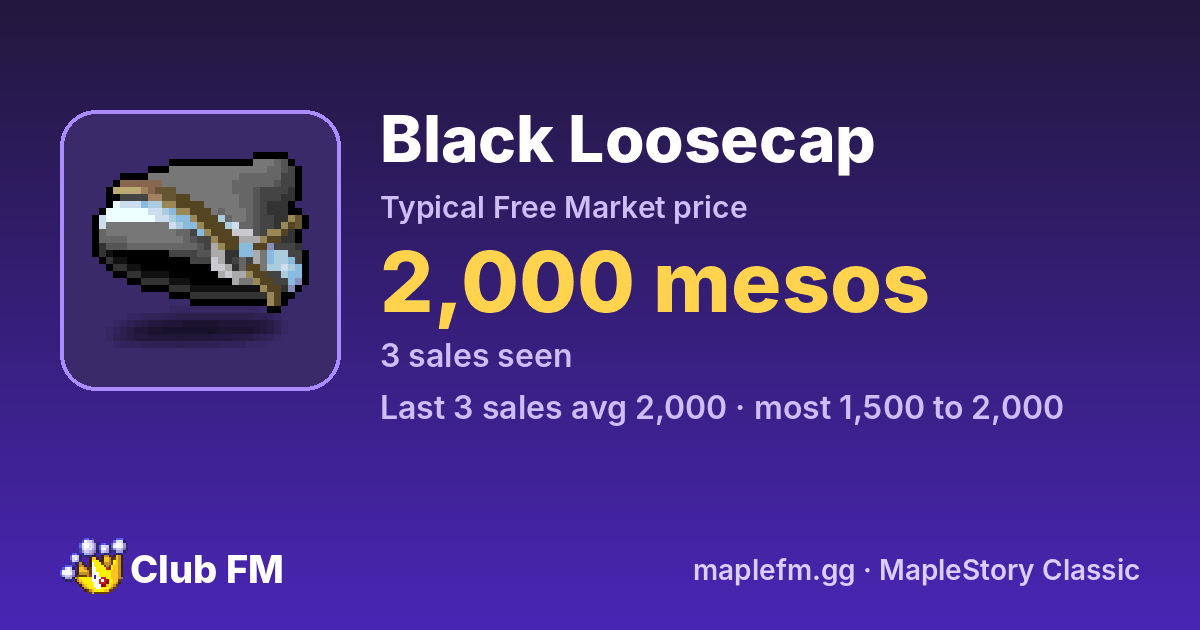 Black Loosecap
Typical Free Market price
2,000 mesos
3 sales seen
Last 3 sales avg 2,000 · most 1,500 to 2,000
Club FM
maplefm.gg · MapleStory Classic